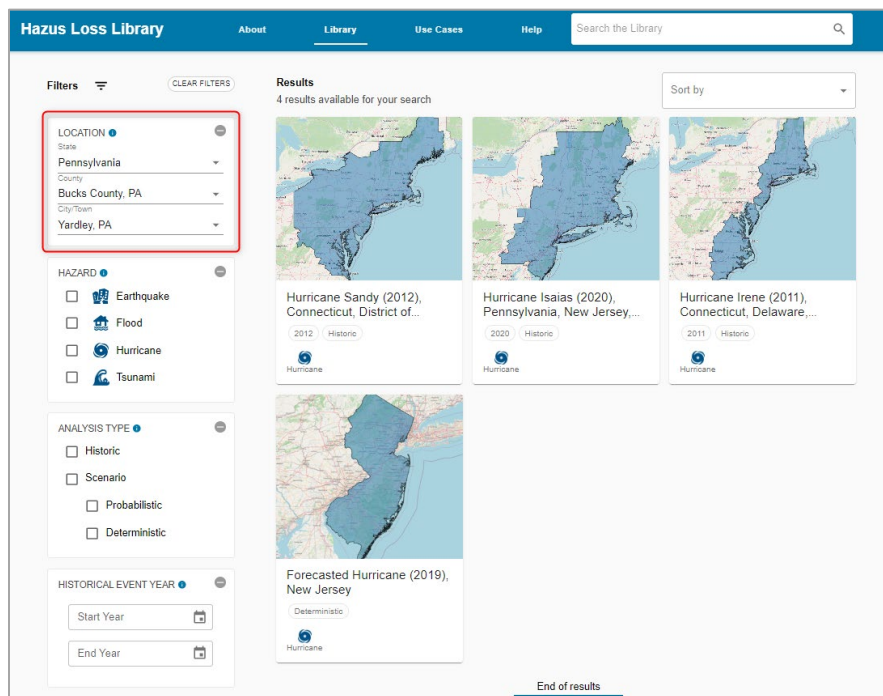 Hazus Loss Library
About
Library
Use Cases
Help
Search the Library
Filters
CLEAR FILTERS
LOCATION
State
Pennsylvania
County
Bucks County, PA
City/Town
Yardley, PA
HAZARD
Earthquake
Flood
Hurricane
Tsunami
ANALYSIS TYPE
Historic
Scenario
Probabilistic
Deterministic
HISTORICAL EVENT YEAR
Start Year
End Year
Results
4 results available for your search
Sort by
Hurricane Sandy (2012),
Connecticut, District of...
2012 Historic
Hurricane
Hurricane Isaias (2020),
Pennsylvania, New Jersey,...
2020 Historic
Hurricane
Hurricane Irene (2011),
Connecticut, Delaware,...
2011 Historic
Hurricane
Forecasted Hurricane (2019),
New Jersey
Deterministic
Hurricane
End of results